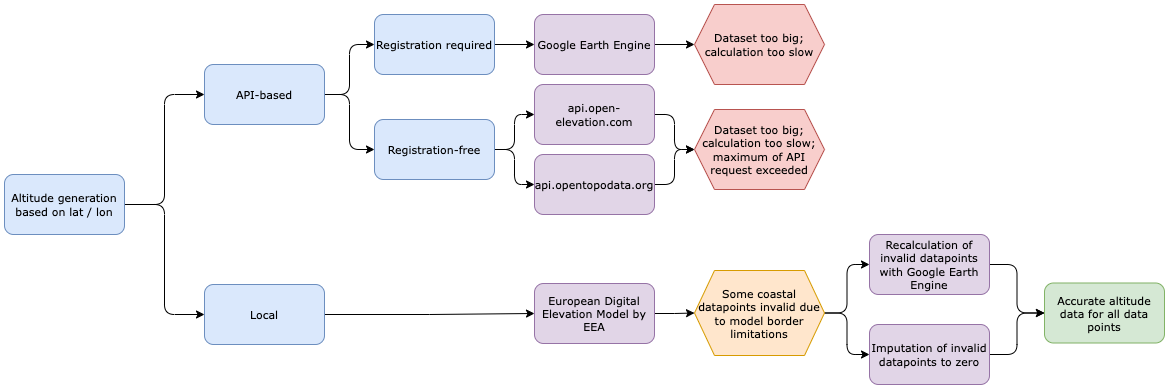 Registration required
Google Earth Engine
Dataset too big;
calculation too slow
API-based
api.open-
elevation.com
Registration-free
Dataset too big;
calculation too slow;
maximum of API
request exceeded
api.opentopodata.org
Altitude generation
based on lat / lon
Local
European Digital
Elevation Model by
EEA
Some coastal
datapoints invalid due
to model border
limitations
Recalculation of
invalid datapoints
with Google Earth
Engine
Imputation of invalid
datapoints to zero
Accurate altitude
data for all data
points